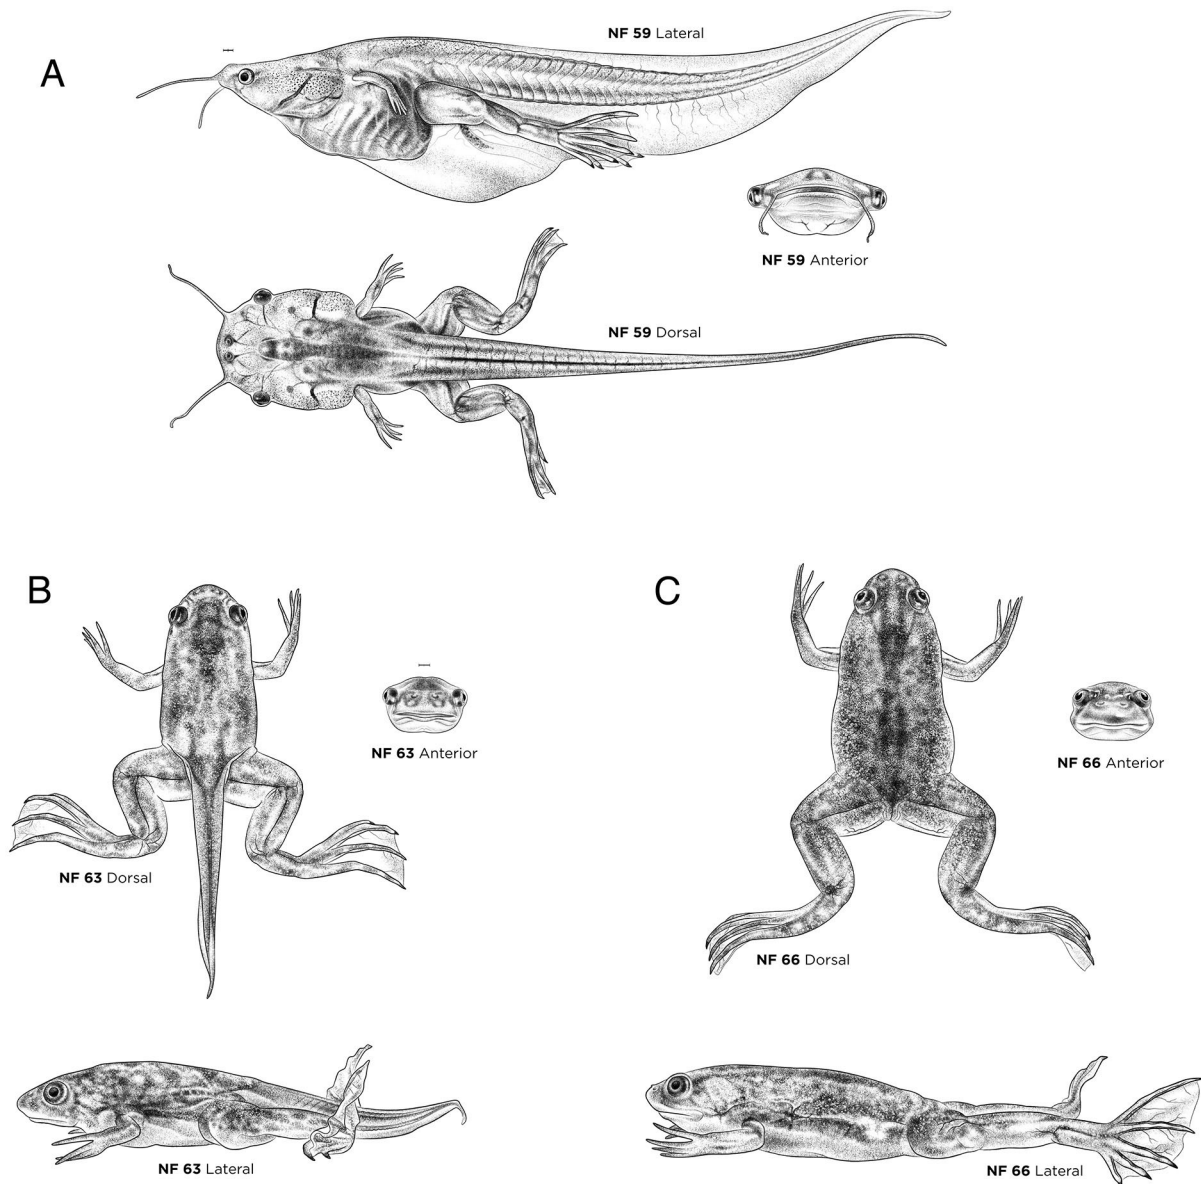 A
NF 59 Lateral
NF 59 Anterior
NF 59 Dorsal
B
NF 63 Anterior
NF 63 Dorsal
NF 63 Lateral
C
NF 66 Anterior
NF 66 Dorsal
NF 66 Lateral